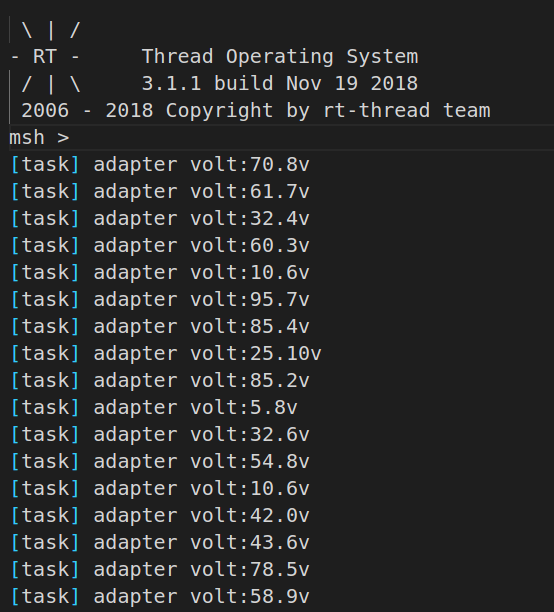 \ | /
- RT -     Thread Operating System
/ | \     3.1.1 build Nov 19 2018
2006 - 2018 Copyright by rt-thread team
msh >
[task] adapter volt:70.8v
[task] adapter volt:61.7v
[task] adapter volt:32.4v
[task] adapter volt:60.3v
[task] adapter volt:10.6v
[task] adapter volt:95.7v
[task] adapter volt:85.4v
[task] adapter volt:25.10v
[task] adapter volt:85.2v
[task] adapter volt:5.8v
[task] adapter volt:32.6v
[task] adapter volt:54.8v
[task] adapter volt:10.6v
[task] adapter volt:42.0v
[task] adapter volt:43.6v
[task] adapter volt:78.5v
[task] adapter volt:58.9v